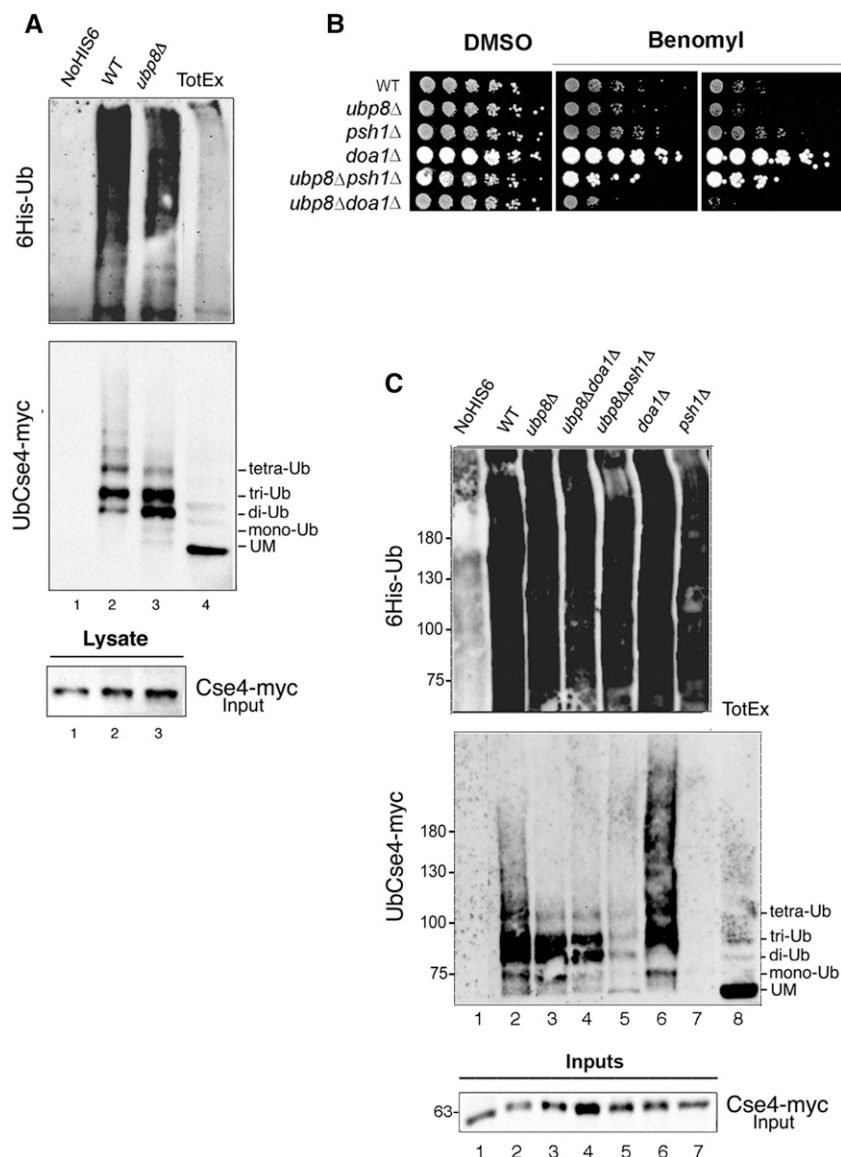 A
NoHIS6 WT ubp8Δ TotEx
6His-Ub
UbCse4-myc
tetra-Ub
tri-Ub
di-Ub
mono-Ub
UM
1 2 3 4
Lysate
Cse4-myc
Input
1 2 3
B
DMSO Benomyl
WT
ubp8Δ
psh1Δ
doa1Δ
ubp8Δpsh1Δ
ubp8Δdoa1Δ
C
NoHIS6 WT ubp8Δ ubp8Δdoa1Δ ubp8Δpsh1Δ doa1Δ psh1Δ
6His-Ub
180
130
100
75
TotEx
UbCse4-myc
180
130
100
75
tetra-Ub
tri-Ub
di-Ub
mono-Ub
UM
1 2 3 4 5 6 7 8
Inputs
63
Cse4-myc
Input
1 2 3 4 5 6 7